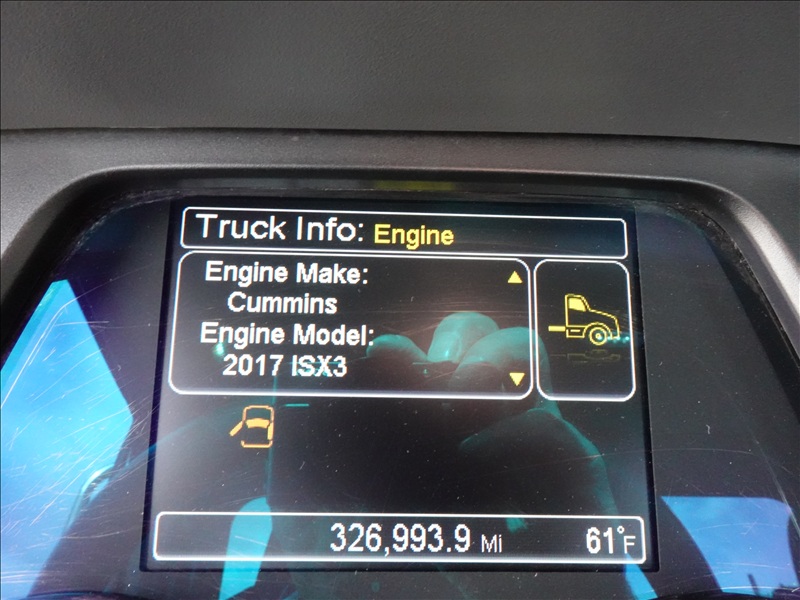 Truck Info: Engine
Engine Make:
Cummins
Engine Model:
2017 ISX3
326,993.9 Mi
61°F